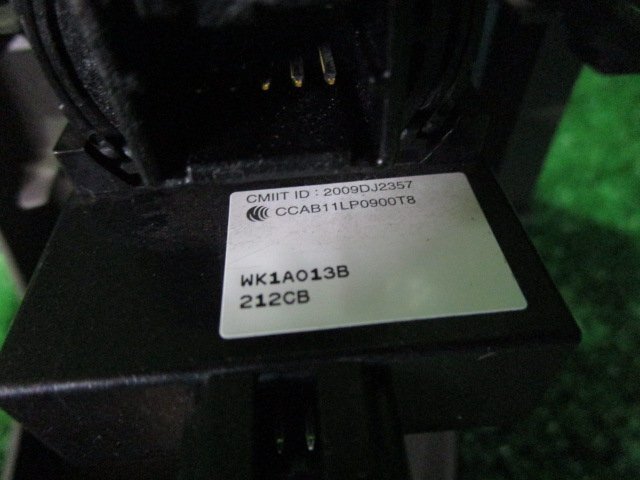 CMIIT ID : 2009DJ2357
CCAB11LP0900T8
WK1A013B
212CB